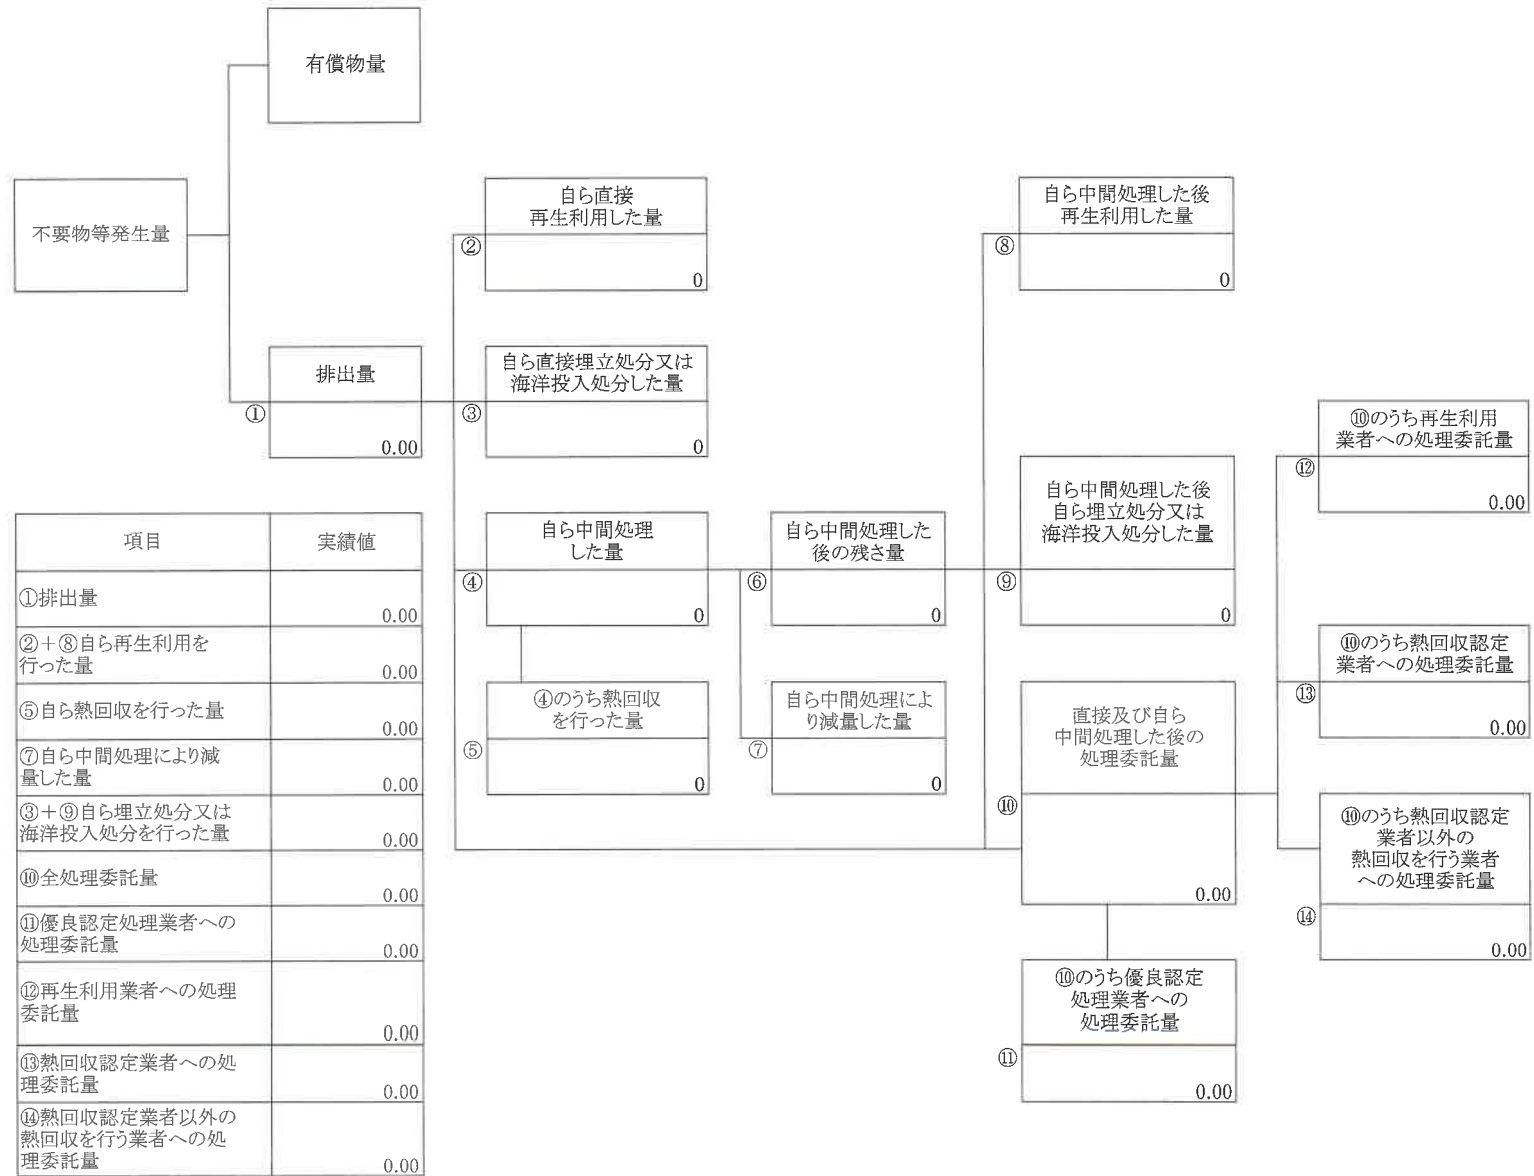 有償物量
不要物等発生量
自ら直接
再生利用した量
②
0
自ら中間処理した後
再生利用した量
⑧
0
排出量
①
0.00
自ら直接埋立処分又は
海洋投入処分した量
③
0
⑩のうち再生利用
業者への処理委託量
⑫
0.00
自ら中間処理
した量
④
0
自ら中間処理した
後の残さ量
⑥
0
自ら中間処理した後
自ら埋立処分又は
海洋投入処分した量
⑨
0
⑩のうち熱回収認定
業者への処理委託量
⑬
0.00
④のうち熱回収
を行った量
⑤
0
自ら中間処理によ
り減量した量
⑦
0
直接及び自ら
中間処理した後の
処理委託量
⑩
0.00
⑩のうち熱回収認定
業者以外の
熱回収を行う業者
への処理委託量
⑭
0.00
⑩のうち優良認定
処理業者への
処理委託量
⑪
0.00
項目 実績値
①排出量
0.00
②＋⑧自ら再生利用を
行った量 0.00
⑤自ら熱回収を行った量
0.00
⑦自ら中間処理により減
量した量 0.00
③＋⑨自ら埋立処分又は
海洋投入処分を行った量 0.00
⑩全処理委託量
0.00
⑪優良認定処理業者への
処理委託量 0.00
⑫再生利用業者への処理
委託量
0.00
⑬熱回収認定業者への処
理委託量 0.00
⑭熱回収認定業者以外の
熱回収を行う業者への処
理委託量 0.00